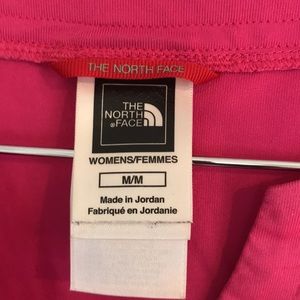 THE NORTH FACE
THE
NORTH
®FACE
WOMENS/FEMMES
M/M
Made in Jordan
Fabriqué en Jordanie